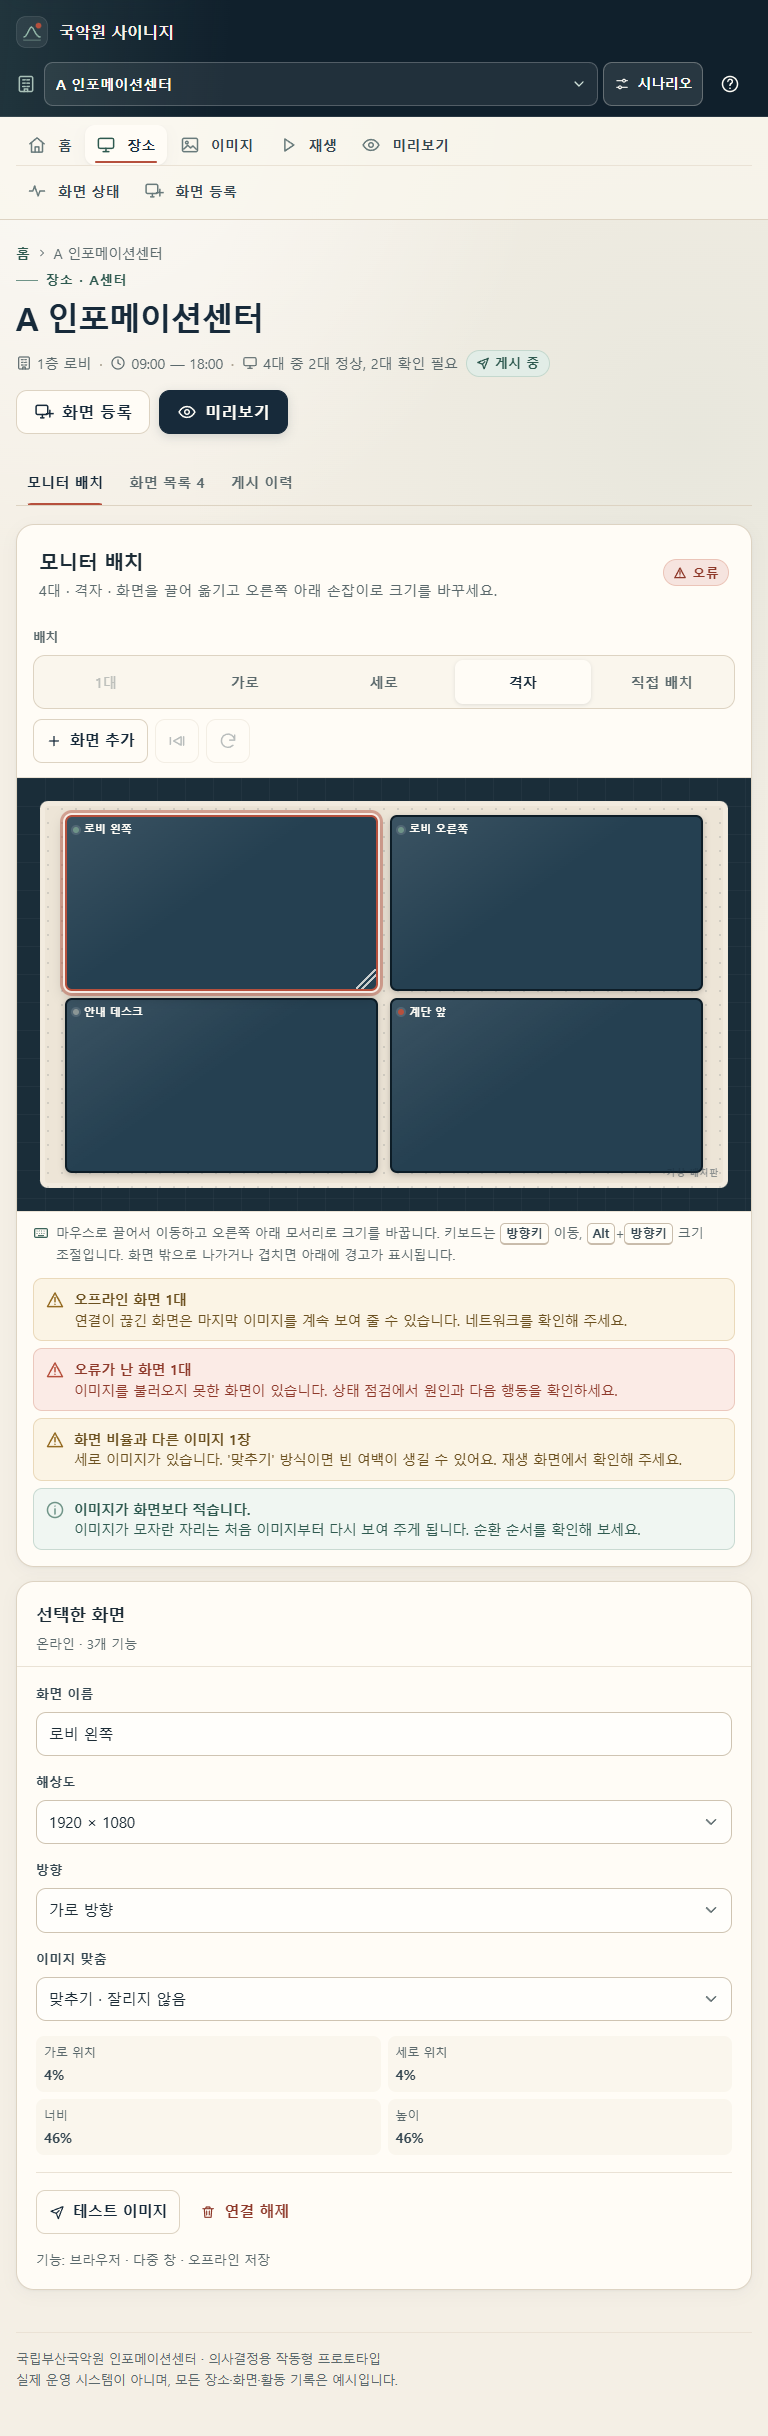 국악원 사이니지
A 인포메이션센터
시나리오
홈
장소
이미지
재생
미리보기
화면 상태
화면 등록
홈 > A 인포메이션센터
장소 · A센터
A 인포메이션센터
1층 로비 · 09:00 — 18:00 · 4대 중 2대 정상, 2대 확인 필요
게시 중
화면 등록
미리보기
모니터 배치
화면 목록 4
게시 이력
모니터 배치
4대 · 격자 · 화면을 끌어 옮기고 오른쪽 아래 손잡이로 크기를 바꾸세요.
오류
배치
1대
가로
세로
격자
직접 배치
화면 추가
로비 왼쪽
로비 오른쪽
안내 데스크
계단 앞
마우스로 끌어서 이동하고 오른쪽 아래 모서리로 크기를 바꿉니다. 키보드는 방향키 이동, Alt+방향키 크기
조절입니다. 화면 밖으로 나가거나 겹치면 아래에 경고가 표시됩니다.
오프라인 화면 1대
연결이 끊긴 화면은 마지막 이미지를 계속 보여 줄 수 있습니다. 네트워크를 확인해 주세요.
오류가 난 화면 1대
이미지를 불러오지 못한 화면이 있습니다. 상태 점검에서 원인과 다음 행동을 확인하세요.
화면 비율과 다른 이미지 1장
세로 이미지가 있습니다. '맞추기' 방식이면 빈 여백이 생길 수 있어요. 재생 화면에서 확인해 주세요.
이미지가 화면보다 적습니다.
이미지가 모자란 자리는 처음 이미지부터 다시 보여 주게 됩니다. 순환 순서를 확인해 보세요.
선택한 화면
온라인 · 3개 기능
화면 이름
로비 왼쪽
해상도
1920 × 1080
방향
가로 방향
이미지 맞춤
맞추기 · 잘리지 않음
가로 위치
4%
세로 위치
4%
너비
46%
높이
46%
테스트 이미지
연결 해제
기능: 브라우저 · 다중 창 · 오프라인 저장
국립부산국악원 인포메이션센터 · 의사결정용 작동형 프로토타입
실제 운영 시스템이 아니며, 모든 장소·화면·활동 기록은 예시입니다.